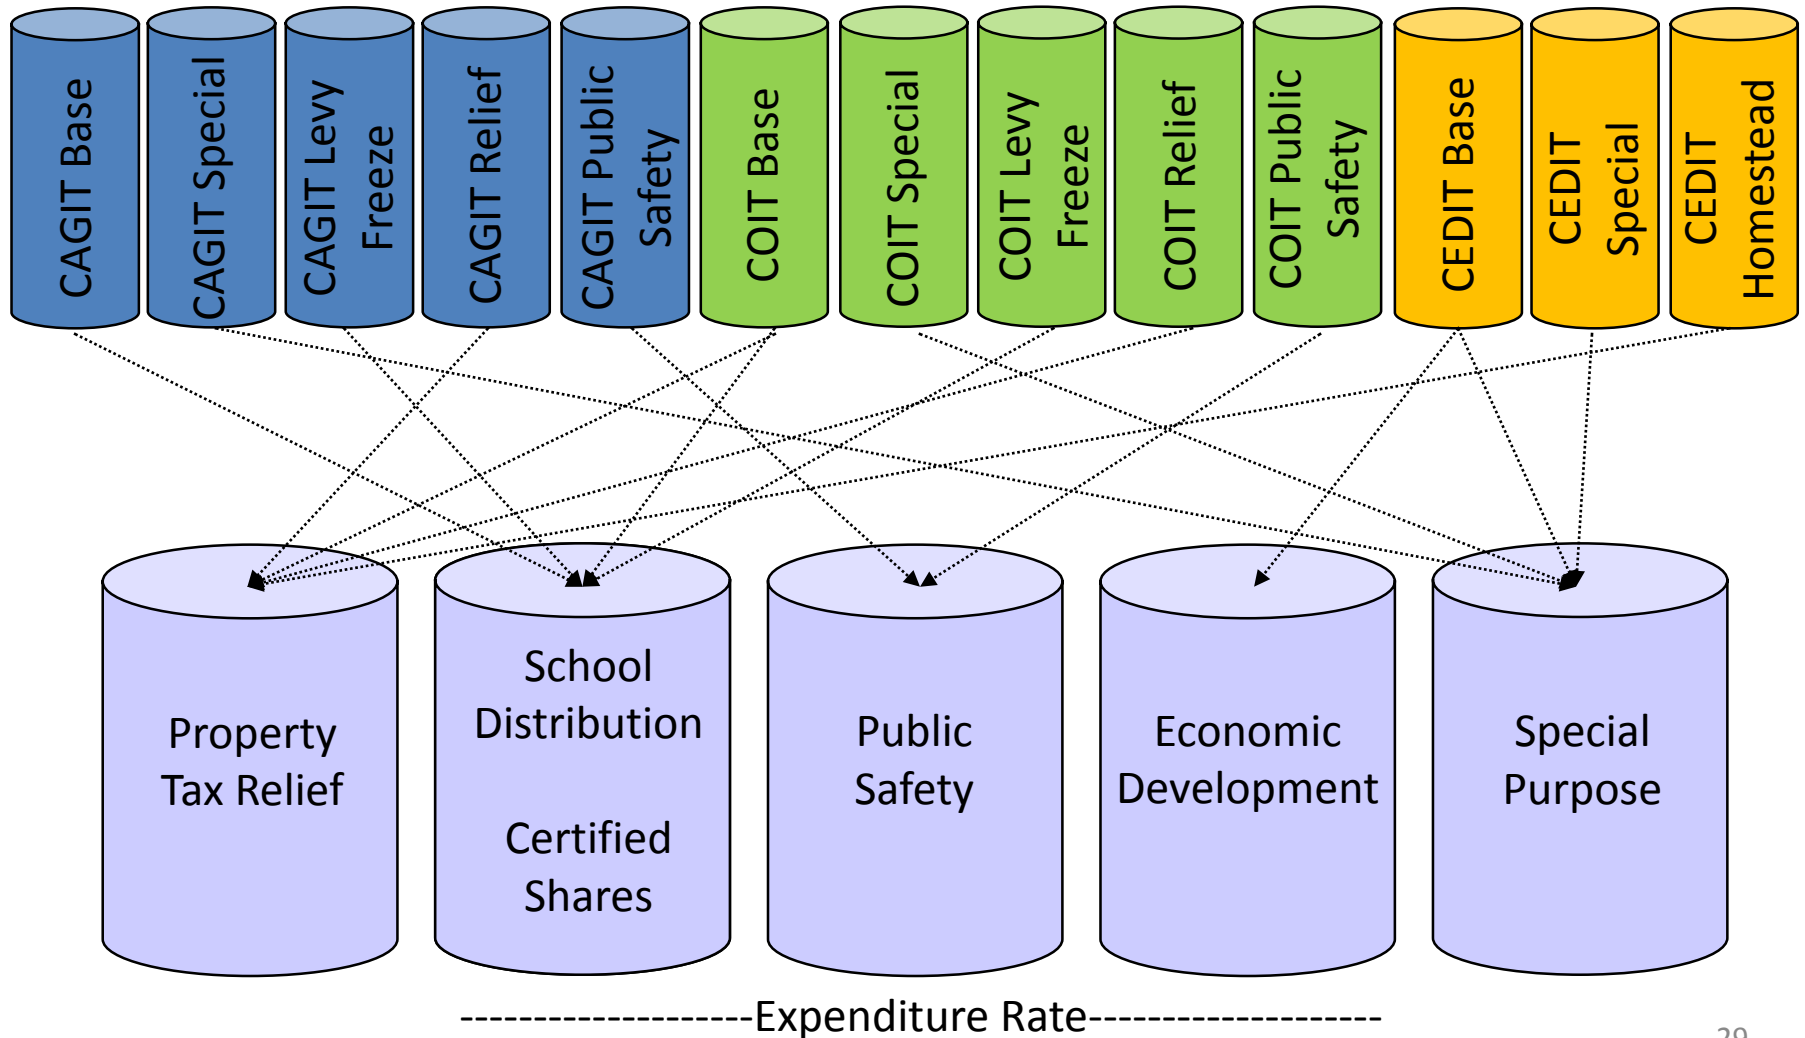 CAGIT Base
CAGIT Special
CAGIT Levy
Freeze
CAGIT Relief
CAGIT Public
Safety
COIT Base
COIT Special
COIT Levy
Freeze
COIT Relief
COIT Public
Safety
CEDIT Base
CEDIT
Special
CEDIT
Homestead
Property
Tax Relief
School
Distribution
Certified
Shares
Public
Safety
Economic
Development
Special
Purpose
--------------------Expenditure Rate--------------------
29